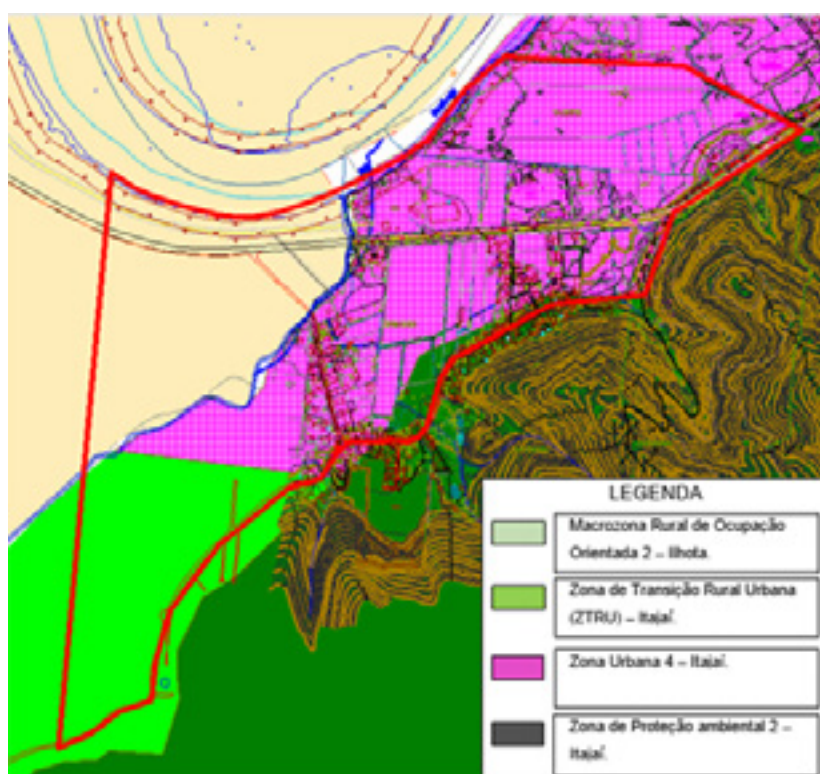 LEGENDA
Macrozona Rural de Ocupação
Orientada 2 – Ilhota.
Zona de Transição Rural Urbana
(ZTRU) – Itajaí.
Zona Urbana 4 – Itajaí.
Zona de Proteção ambiental 2 –
Itajaí.